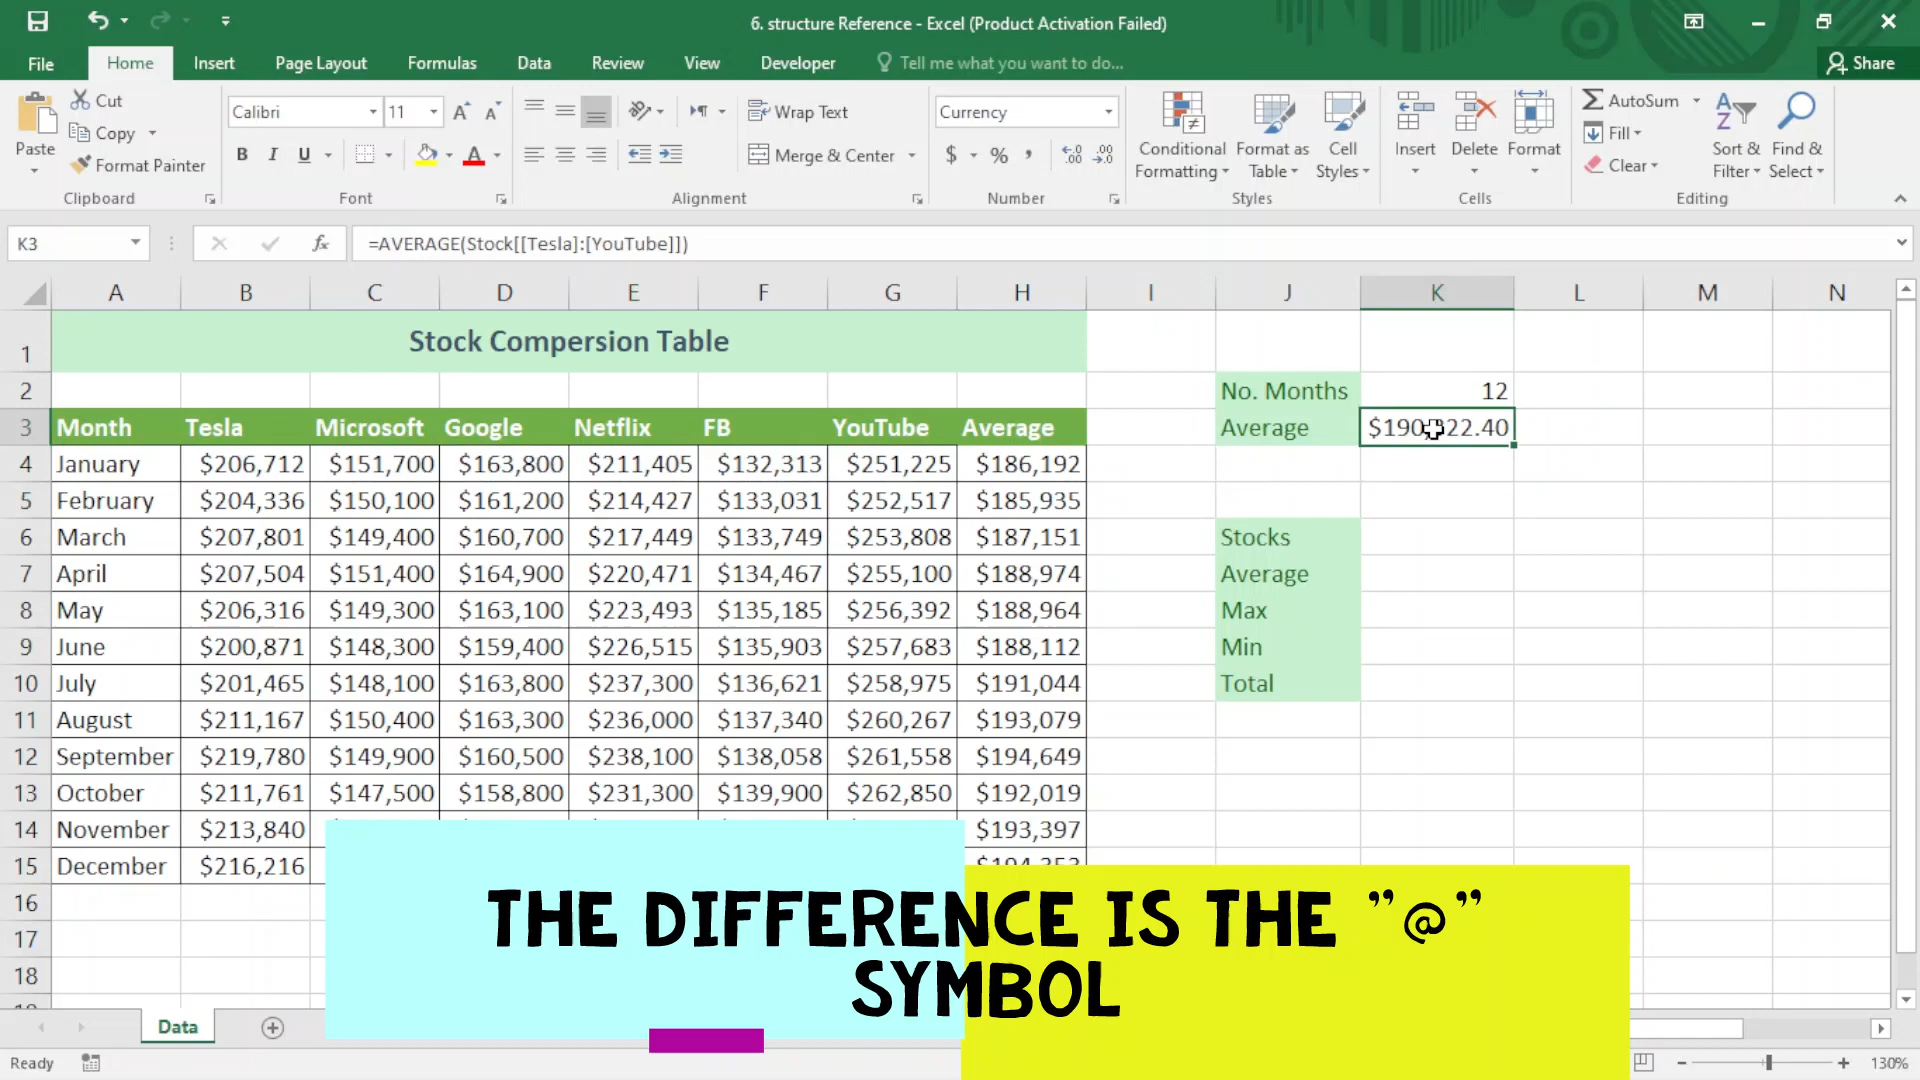 6. structure Reference - Excel (Product Activation Failed)
File Home Insert Page Layout Formulas Data Review View Developer Tell me what you want to do... Share
Paste
Cut
Copy
Format Painter
Clipboard
Calibri 11
B I U A
Font
Wrap Text
Merge & Center
Alignment
Currency
$ % ,
Number
Conditional Formatting
Format as Table
Cell Styles
Styles
Insert Delete Format
Cells
AutoSum
Fill
Clear
Sort & Filter
Find & Select
Editing
K3 fx =AVERAGE(Stock[[Tesla]:[YouTube]])
A B C D E F G H I J K L M N
1 Stock Compersion Table
2 No. Months 12
3 Month Tesla Microsoft Google Netflix FB YouTube Average Average
4 January $206,712 $151,700 $163,800 $211,405 $132,313 $251,225 $186,192
5 February $204,336 $150,100 $161,200 $214,427 $133,031 $252,517 $185,935
6 March $207,801 $149,400 $160,700 $217,449 $133,749 $253,808 $187,151 Stocks
7 April $207,504 $151,400 $164,900 $220,471 $134,467 $255,100 $188,974 Average
8 May $206,316 $149,300 $163,100 $223,493 $135,185 $256,392 $188,964 Max
9 June $200,871 $148,300 $159,400 $226,515 $135,903 $257,683 $188,112 Min
10 July $201,465 $148,100 $163,800 $237,300 $136,621 $258,975 $191,044 Total
11 August $211,167 $150,400 $163,300 $236,000 $137,340 $260,267 $193,079
12 September $219,780 $149,900 $160,500 $238,100 $138,058 $261,558 $194,649
13 October $211,761 $147,500 $158,800 $231,300 $139,900 $262,850 $192,019
14 November $213,840 $193,397
15 December $216,216
16
17
18
THE DIFFERENCE IS THE "@"
SYMBOL
Data
Ready
130%